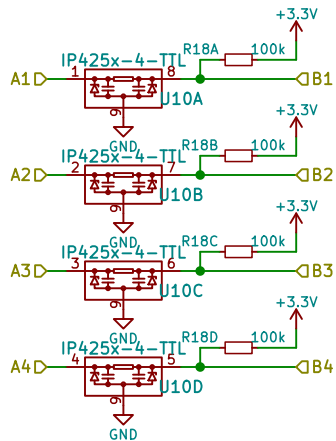 +3.3V
R18A 100k
IP425x-4-TTL
A1 1 8 B1
U10A
9
GND
+3.3V
R18B 100k
IP425x-4-TTL
A2 2 7 B2
U10B
9
GND
+3.3V
R18C 100k
IP425x-4-TTL
A3 3 6 B3
U10C
9
GND
+3.3V
R18D 100k
IP425x-4-TTL
A4 4 5 B4
U10D
9
GND